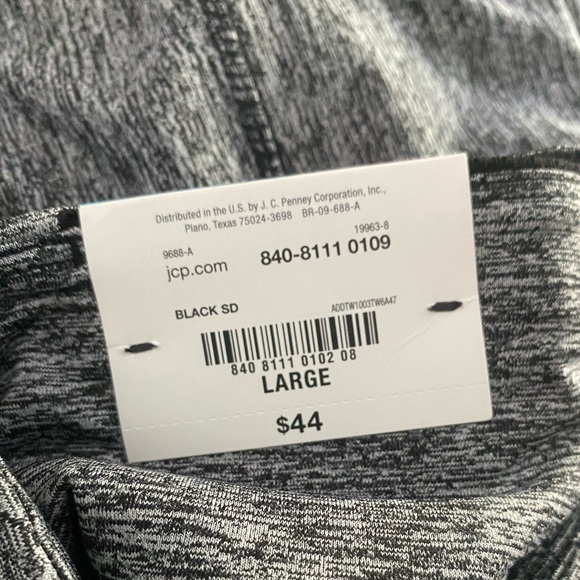 Distributed in the U.S. by J. C. Penney Corporation, Inc.,
Plano, Texas 75024-3698 BR-09-688-A
9688-A 19963-8
jcp.com 840-8111 0109
BLACK SD ADDTW1003TW6A47
840 8111 0102 08
LARGE
$44